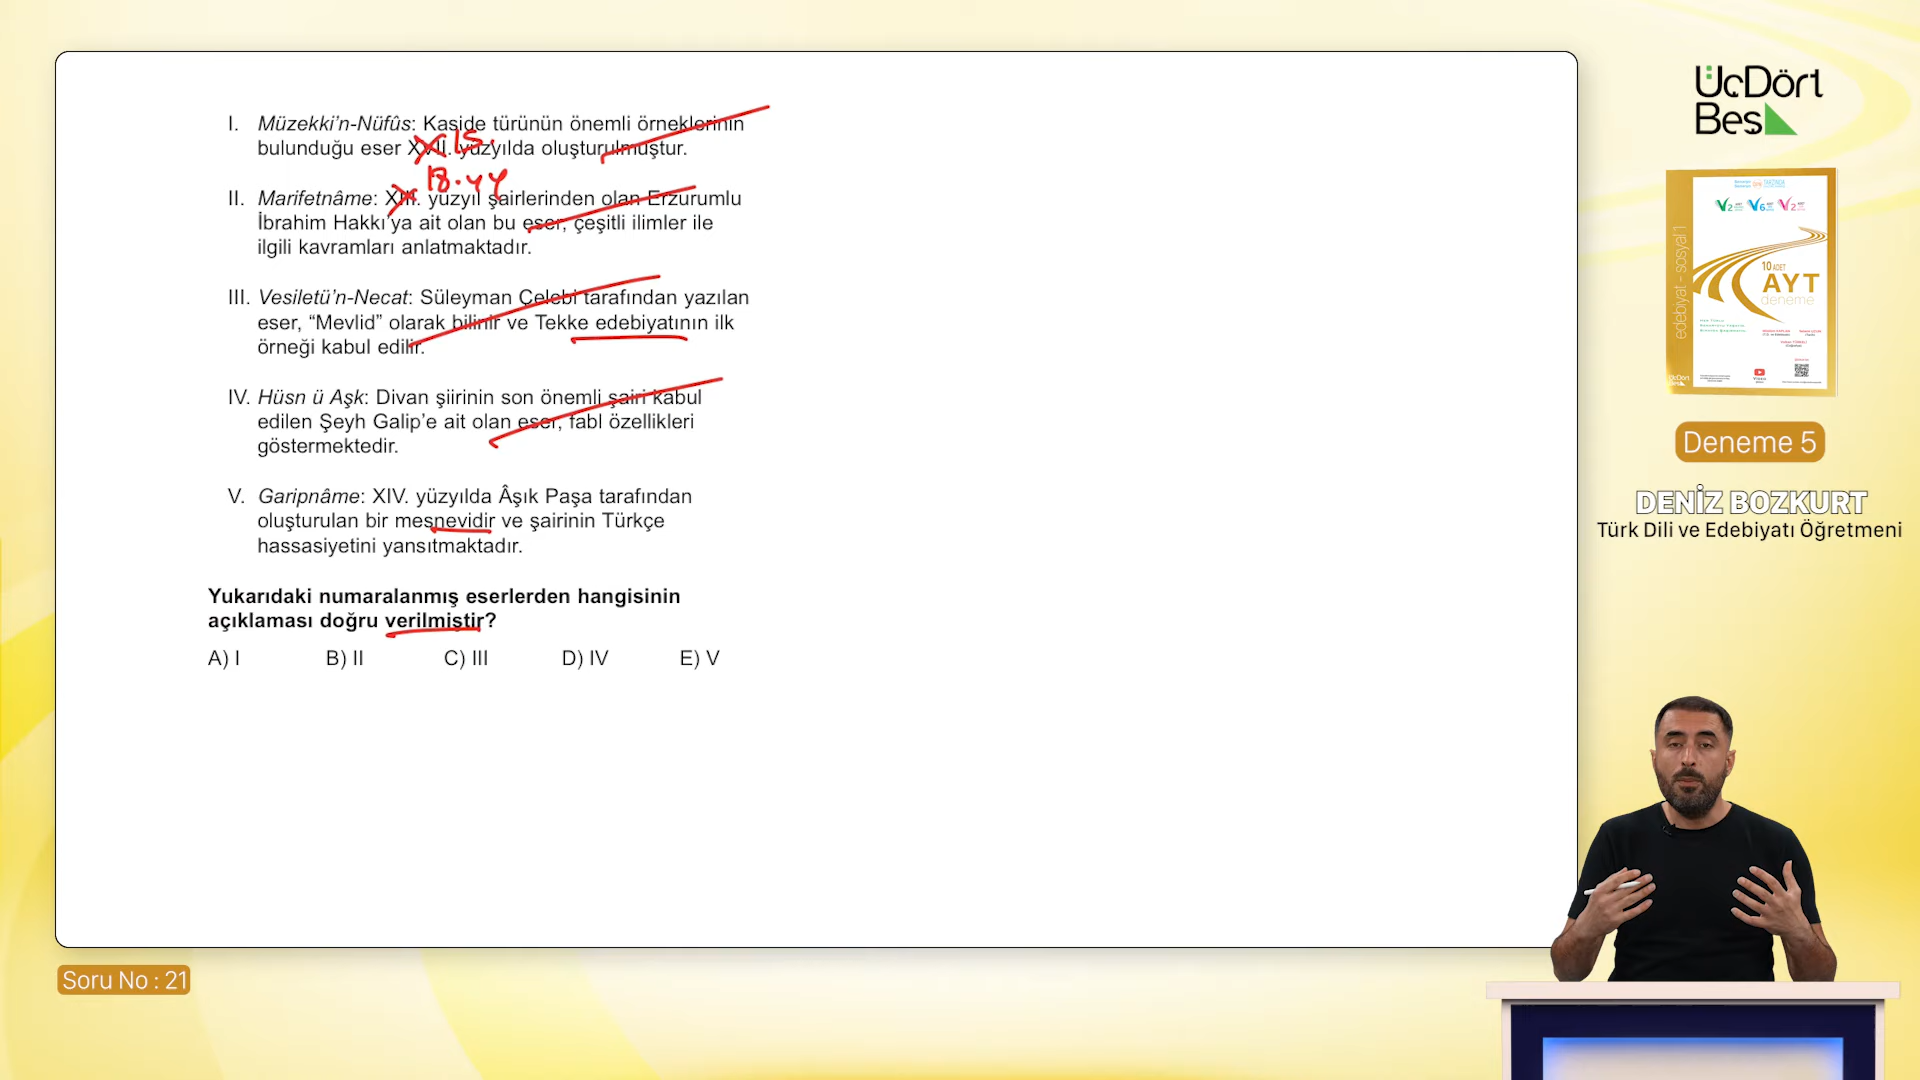 I. Müzekki’n-Nüfûs: Kaside türünün önemli örneklerinin
bulunduğu eser XVII. yüzyılda oluşturulmuştur.
15.
18.yy
II. Marifetnâme: XIII. yüzyıl şairlerinden olan Erzurumlu
İbrahim Hakkı’ya ait olan bu eser, çeşitli ilimler ile
ilgili kavramları anlatmaktadır.
III. Vesiletü’n-Necat: Süleyman Çelebi tarafından yazılan
eser, “Mevlid” olarak bilinir ve Tekke edebiyatının ilk
örneği kabul edilir.
IV. Hüsn ü Aşk: Divan şiirinin son önemli şairi kabul
edilen Şeyh Galip’e ait olan eser, fabl özellikleri
göstermektedir.
V. Garipnâme: XIV. yüzyılda Âşık Paşa tarafından
oluşturulan bir mesnevidir ve şairinin Türkçe
hassasiyetini yansıtmaktadır.
Yukarıdaki numaralanmış eserlerden hangisinin
açıklaması doğru verilmiştir?
A) I B) II C) III D) IV E) V
Soru No : 21
ÜçDört
Beş
edebiyat - sosyal 1
10 ADET
AYT
deneme
Deneme 5
DENİZ BOZKURT
Türk Dili ve Edebiyatı Öğretmeni